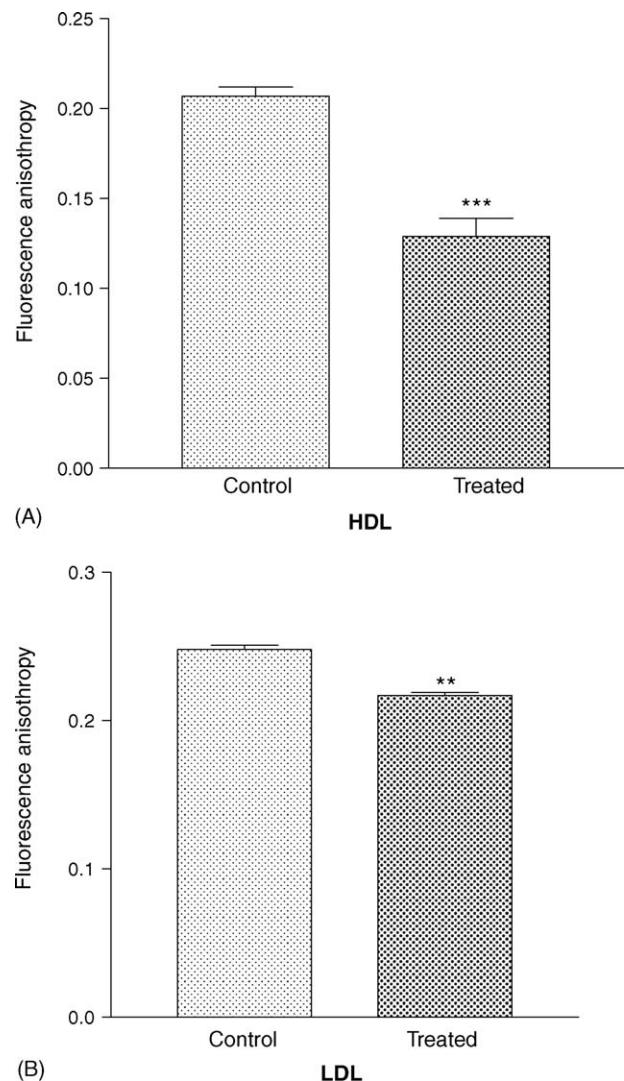 0.25
0.20
0.15
0.10
0.05
0.00
Fluorescence anisothropy
***
Control Treated
(A) HDL
0.3
0.2
0.1
0.0
Fluorescence anisothropy
**
Control Treated
(B) LDL